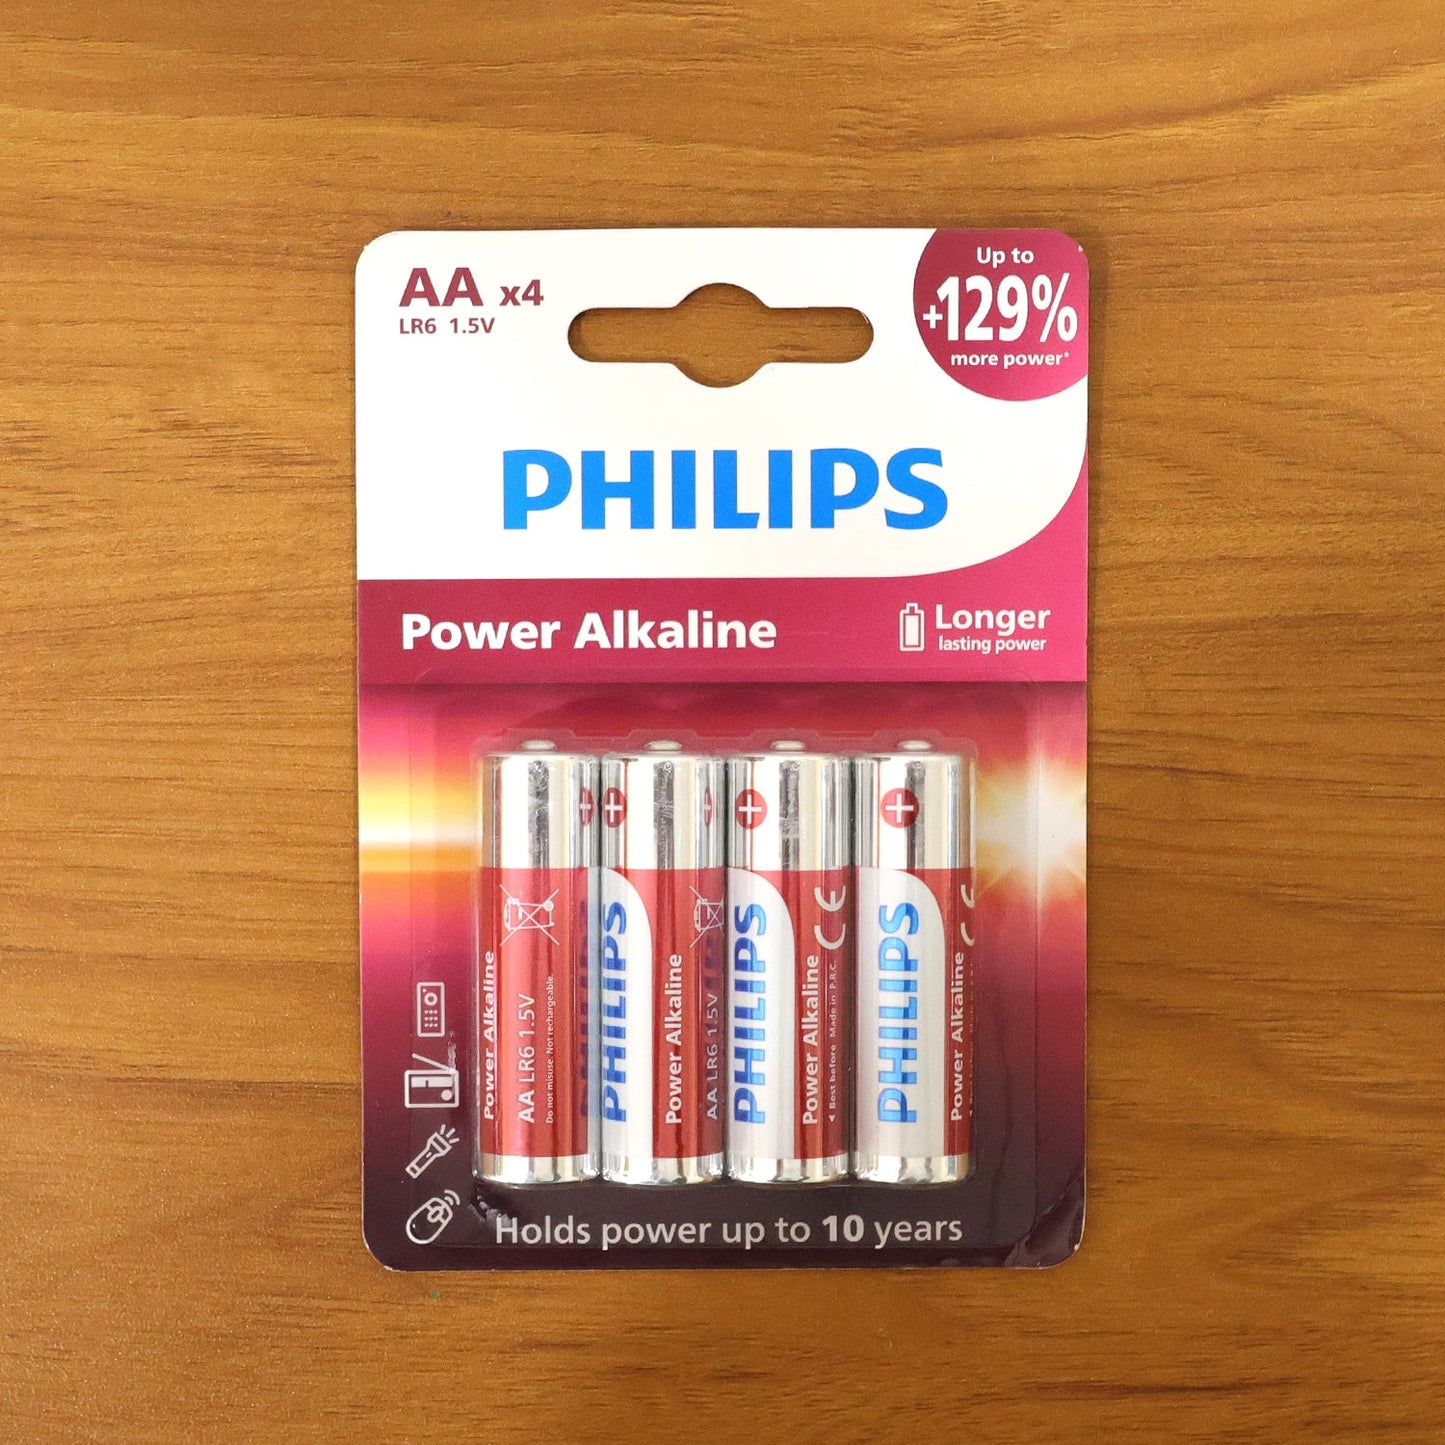 AA x4
LR6 1.5V
Up to
+129%
more power*
PHILIPS
Power Alkaline
Longer
lasting power
Power Alkaline
AA LR6 1.5V
Do not misuse. Not rechargeable.
PHILIPS
Power Alkaline
AA LR6 1.5V
PHILIPS
Power Alkaline
◄ Best before Made in P.R.C.
CE
PHILIPS
Power Alkaline
CE
Holds power up to 10 years